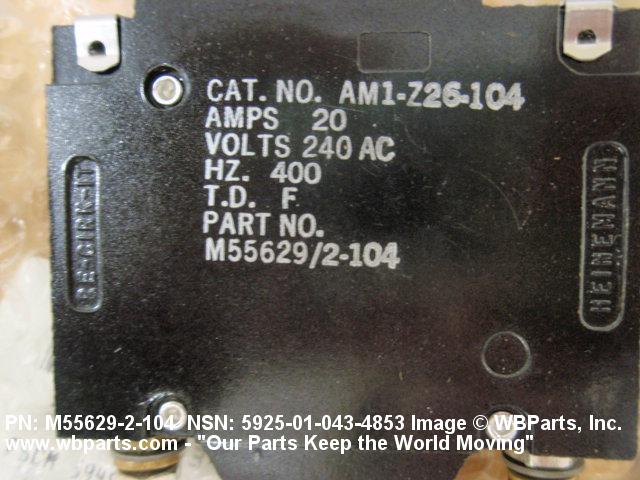 CAT. NO. AM1-Z26-104
AMPS 20
VOLTS 240 AC
HZ. 400
T.D. F
PART NO.
M55629/2-104
RE-CIRK-IT
HEINEMANN
PN: M55629-2-104 NSN: 5925-01-043-4853 Image © WBParts, Inc.
www.wbparts.com - "Our Parts Keep the World Moving"